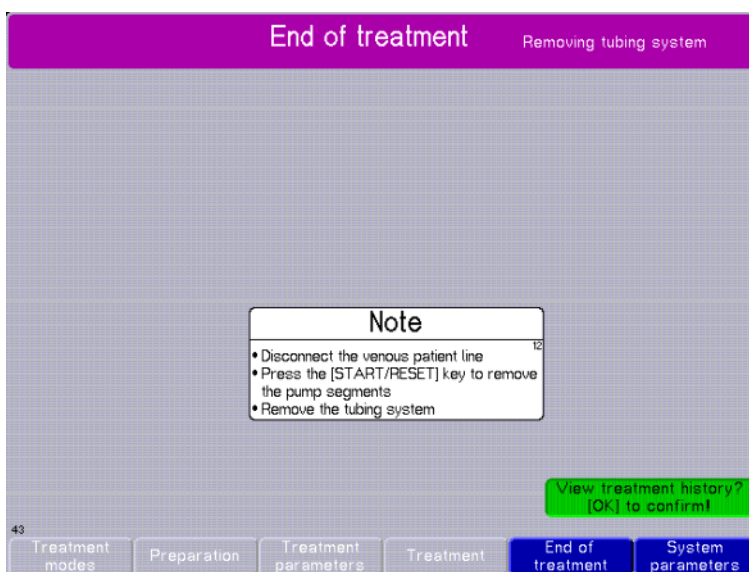 End of treatment
Removing tubing system
Note
12
• Disconnect the venous patient line
• Press the [START/RESET] key to remove
the pump segments
• Remove the tubing system
View treatment history?
[OK] to confirm!
43
Treatment
modes
Preparation
Treatment
parameters
Treatment
End of
treatment
System
parameters